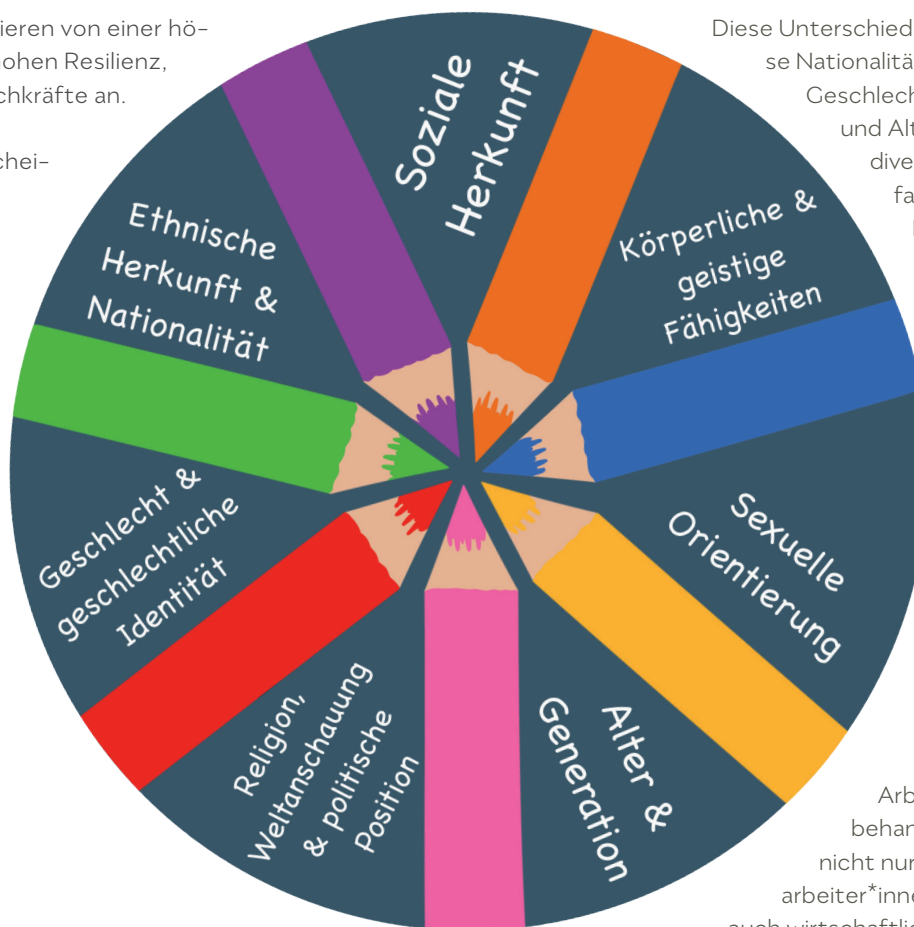 ieren von einer hö-
ohen Resilienz,
chkräfte an.
chei-
Diese Unterschied
se Nationalitä
Geschlech
und Alt
dive
fa
Soziale
Herkunft
Körperliche &
geistige
Fähigkeiten
Sexuelle
Orientierung
Alter &
Generation
Religion,
Weltanschauung
& politische
Position
Geschlecht &
geschlechtliche
Identität
Ethnische
Herkunft &
Nationalität
Arb
behan
nicht nur
arbeiter*inne
auch wirtschaftlic